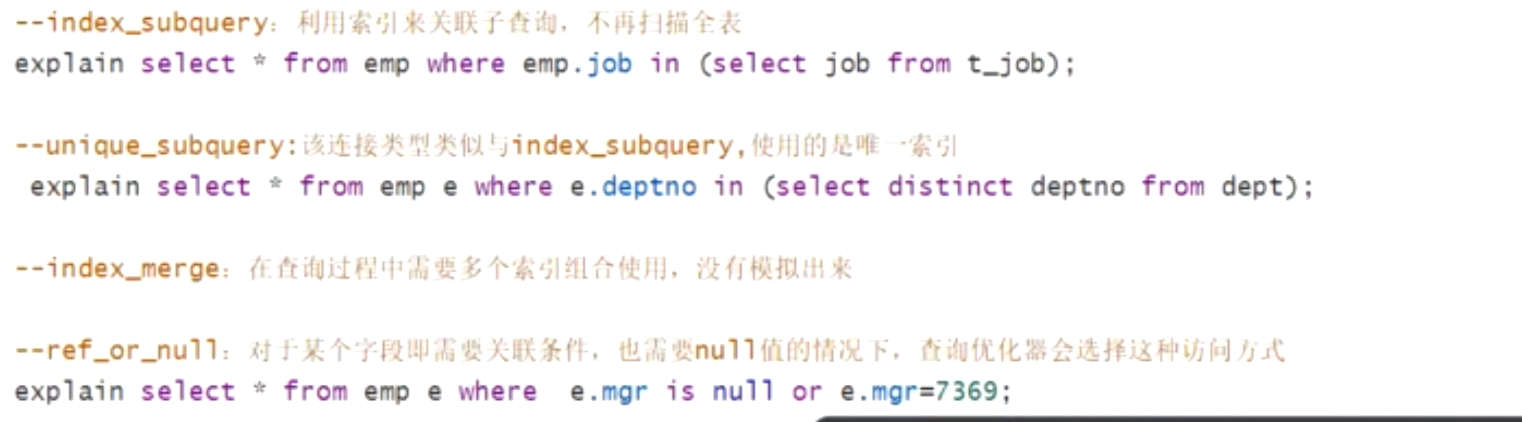 --index_subquery：利用索引来关联子查询，不再扫描全表
explain select * from emp where emp.job in (select job from t_job);
--unique_subquery:该连接类型类似与index_subquery,使用的是唯一索引
explain select * from emp e where e.deptno in (select distinct deptno from dept);
--index_merge：在查询过程中需要多个索引组合使用，没有模拟出来
--ref_or_null：对于某个字段即需要关联条件，也需要null值的情况下，查询优化器会选择这种访问方式
explain select * from emp e where  e.mgr is null or e.mgr=7369;